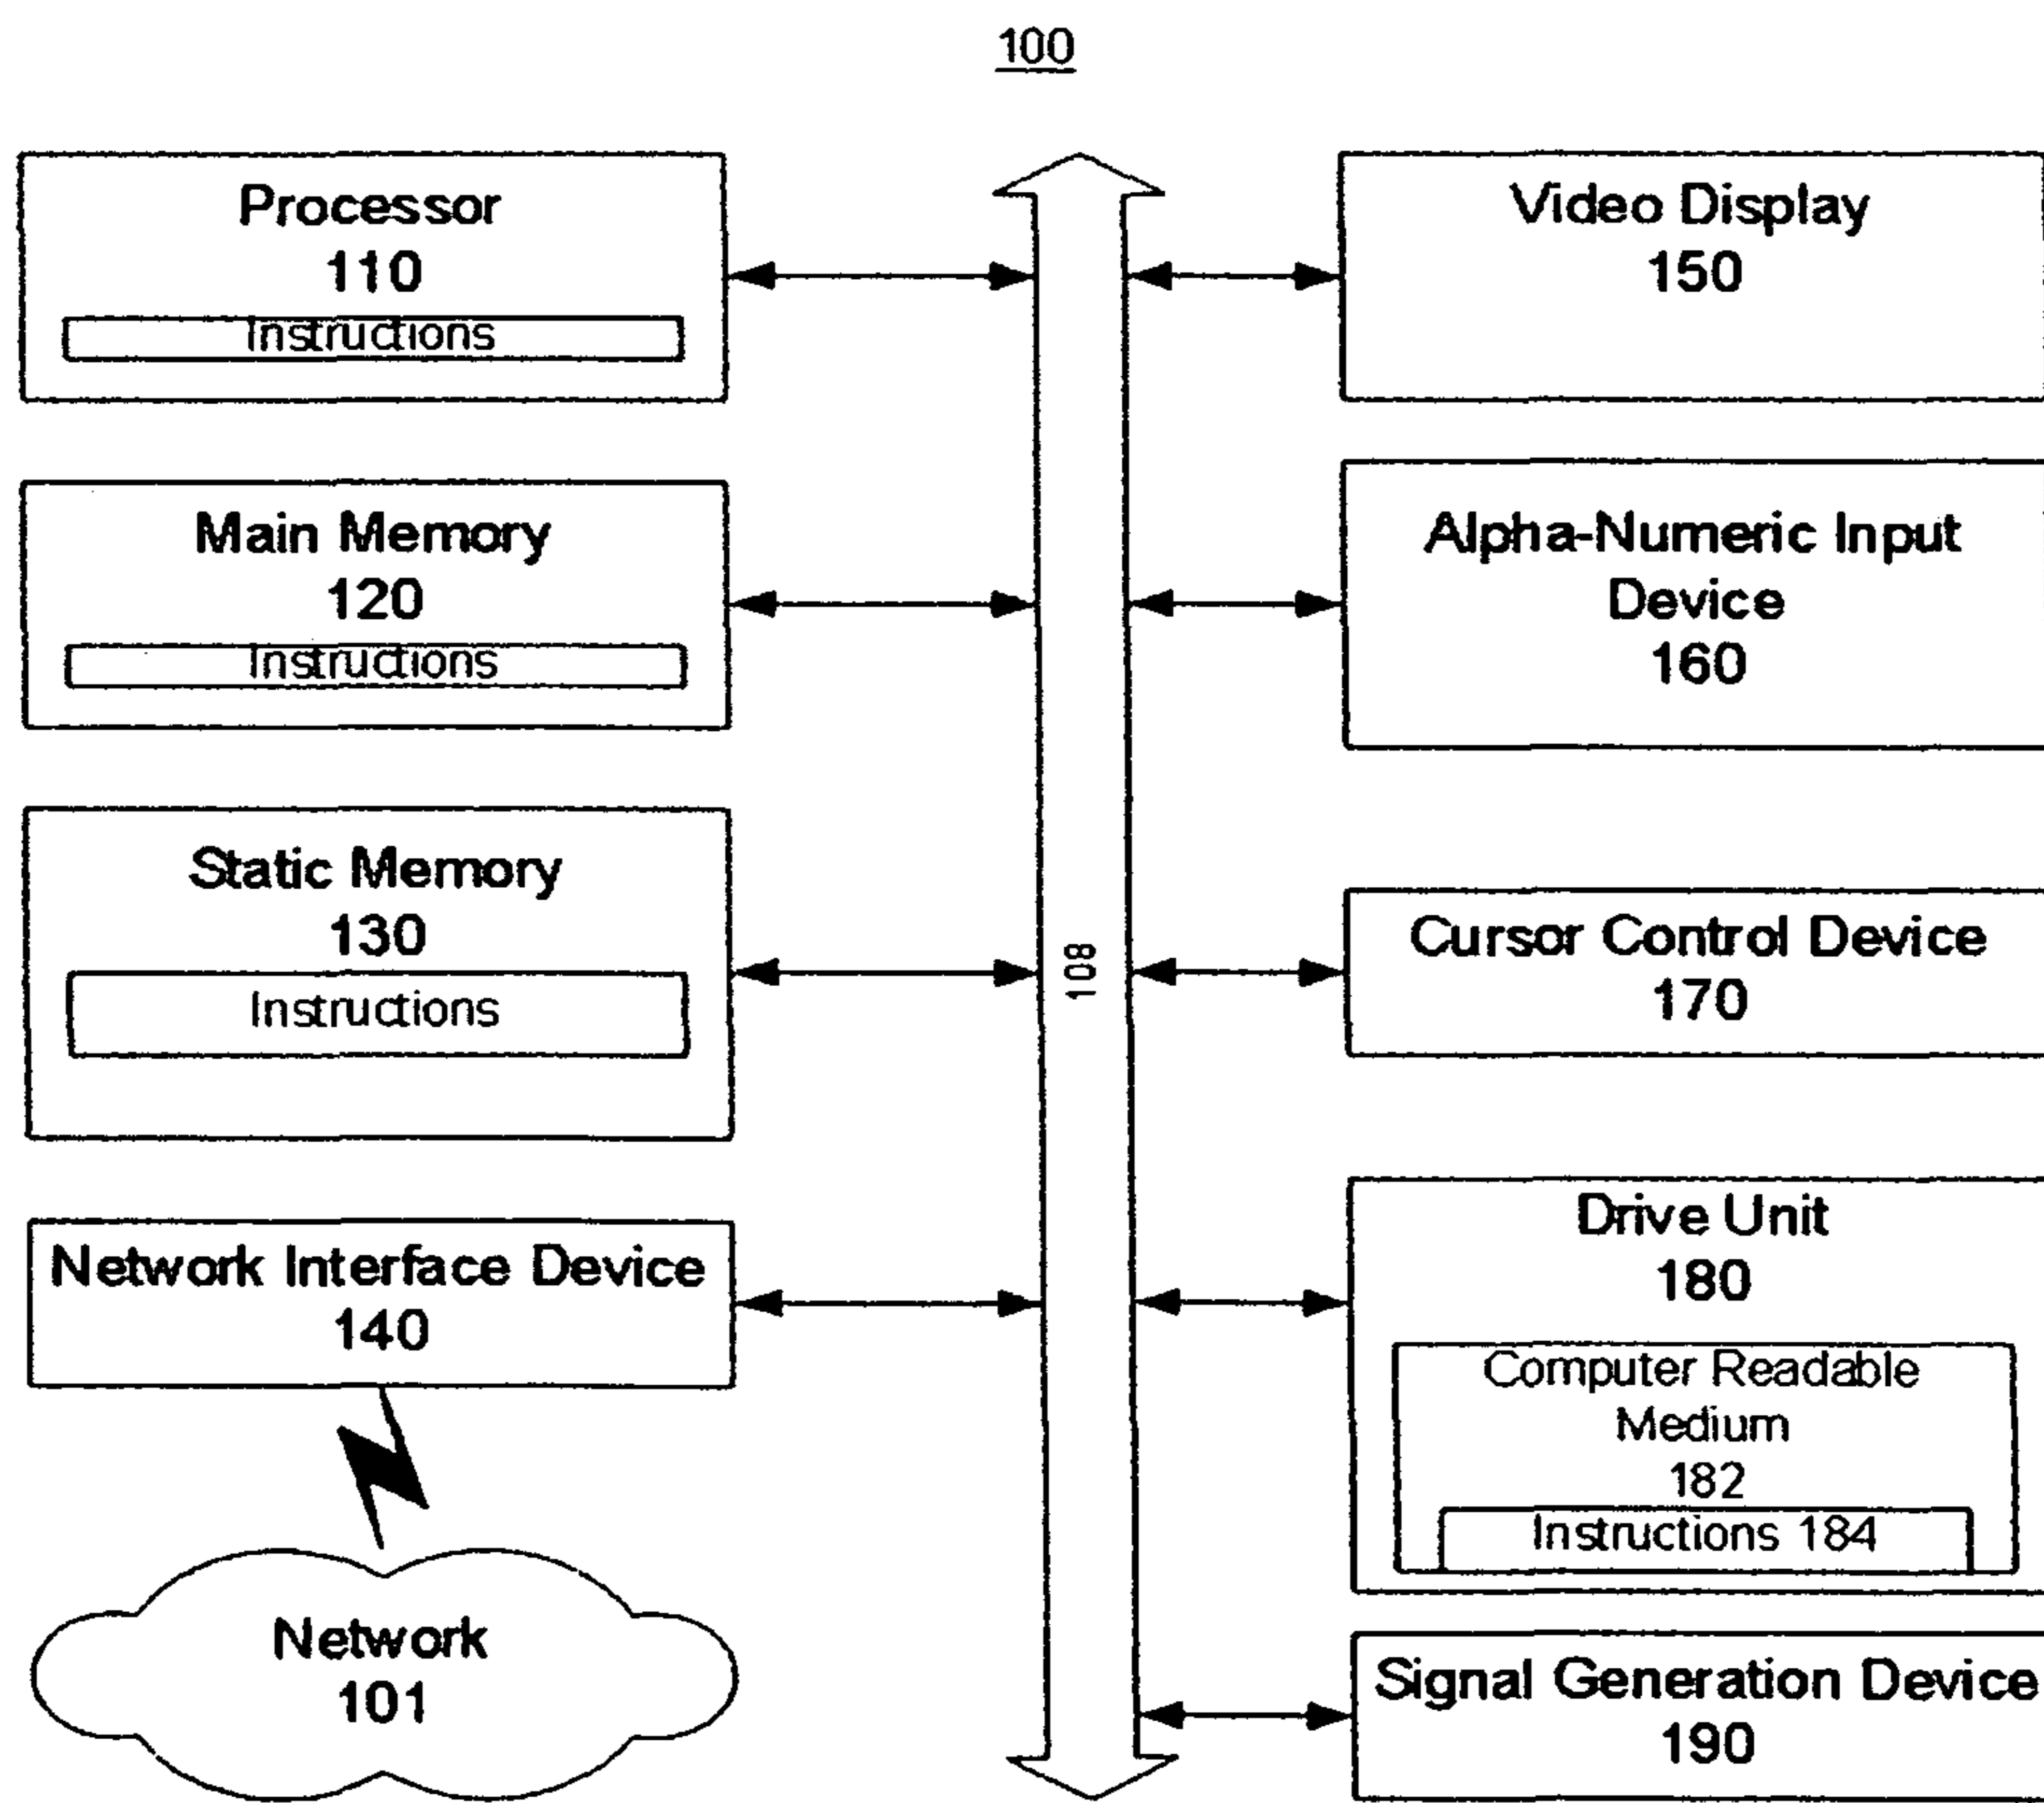 100
Processor
110
Instructions
Main Memory
120
Instructions
Static Memory
130
Instructions
Network Interface Device
140
Network
101
108
Video Display
150
Alpha-Numeric Input
Device
160
Cursor Control Device
170
Drive Unit
180
Computer Readable
Medium
182
Instructions 184
Signal Generation Device
190